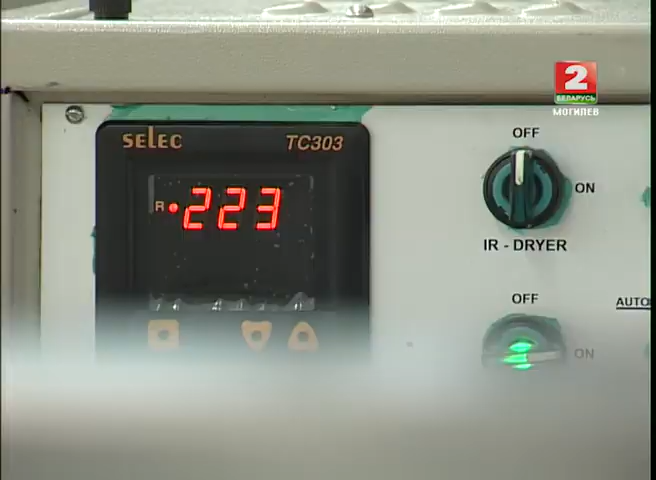 2
БЕЛАРУСЬ
МОГИЛЕВ
SELEC TC303
R 223
OFF
ON
IR - DRYER
OFF
AUTO
ON